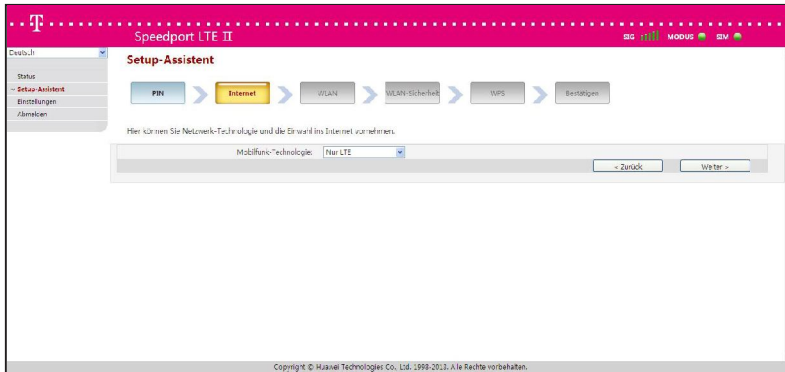 T
Speedport LTE II
SIG
MODUS
SIM
Deutsch
Status
Setup-Assistent
Einstellungen
Abmelden
Setup-Assistent
PIN
Internet
WLAN
WLAN-Sicherheit
WPS
Bestätigen
Hier können Sie Netzwerk-Technologie und die Einwahl ins Internet vornehmen.
Mobilfunk-Technologie: Nur LTE
< Zurück
Weiter >
Copyright © Huawei Technologies Co., Ltd. 1998-2013. Alle Rechte vorbehalten.